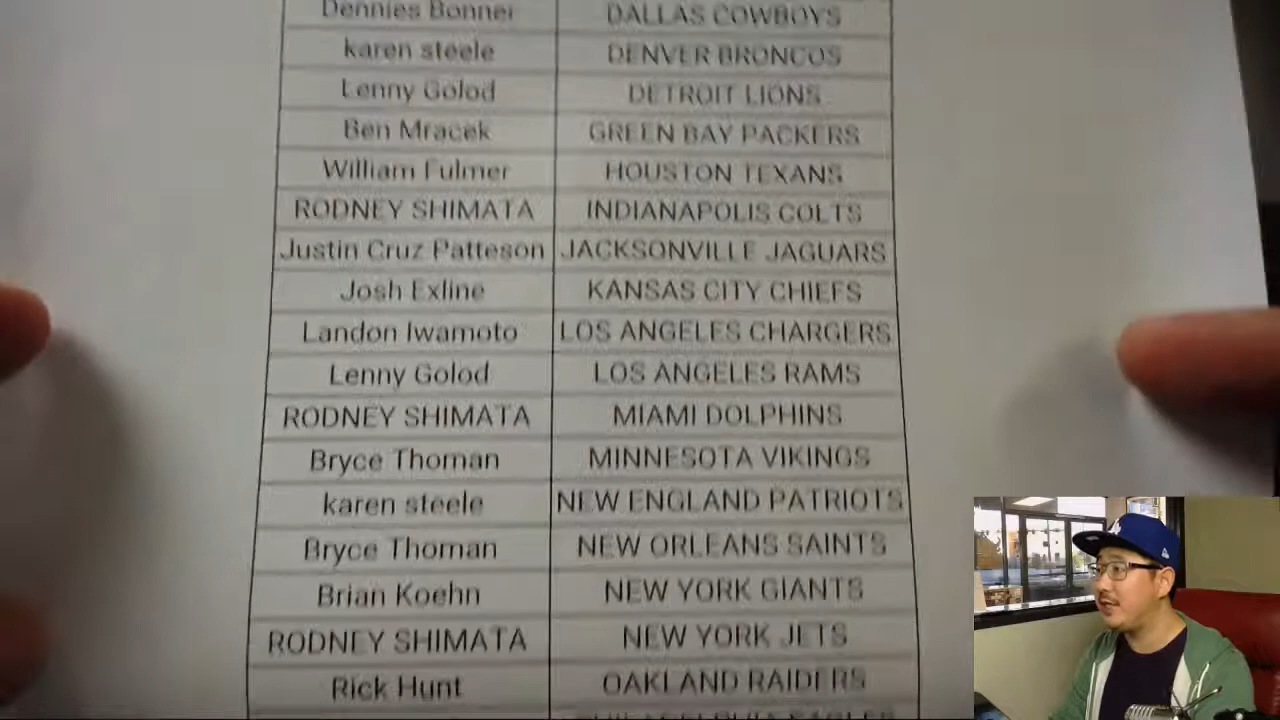 Dennies Bonner DALLAS COWBOYS
karen steele DENVER BRONCOS
Lenny Golod DETROIT LIONS
Ben Mracek GREEN BAY PACKERS
William Fulmer HOUSTON TEXANS
RODNEY SHIMATA INDIANAPOLIS COLTS
Justin Cruz Patteson JACKSONVILLE JAGUARS
Josh Exline KANSAS CITY CHIEFS
Landon Iwamoto LOS ANGELES CHARGERS
Lenny Golod LOS ANGELES RAMS
RODNEY SHIMATA MIAMI DOLPHINS
Bryce Thoman MINNESOTA VIKINGS
karen steele NEW ENGLAND PATRIOTS
Bryce Thoman NEW ORLEANS SAINTS
Brian Koehn NEW YORK GIANTS
RODNEY SHIMATA NEW YORK JETS
Rick Hunt OAKLAND RAIDERS